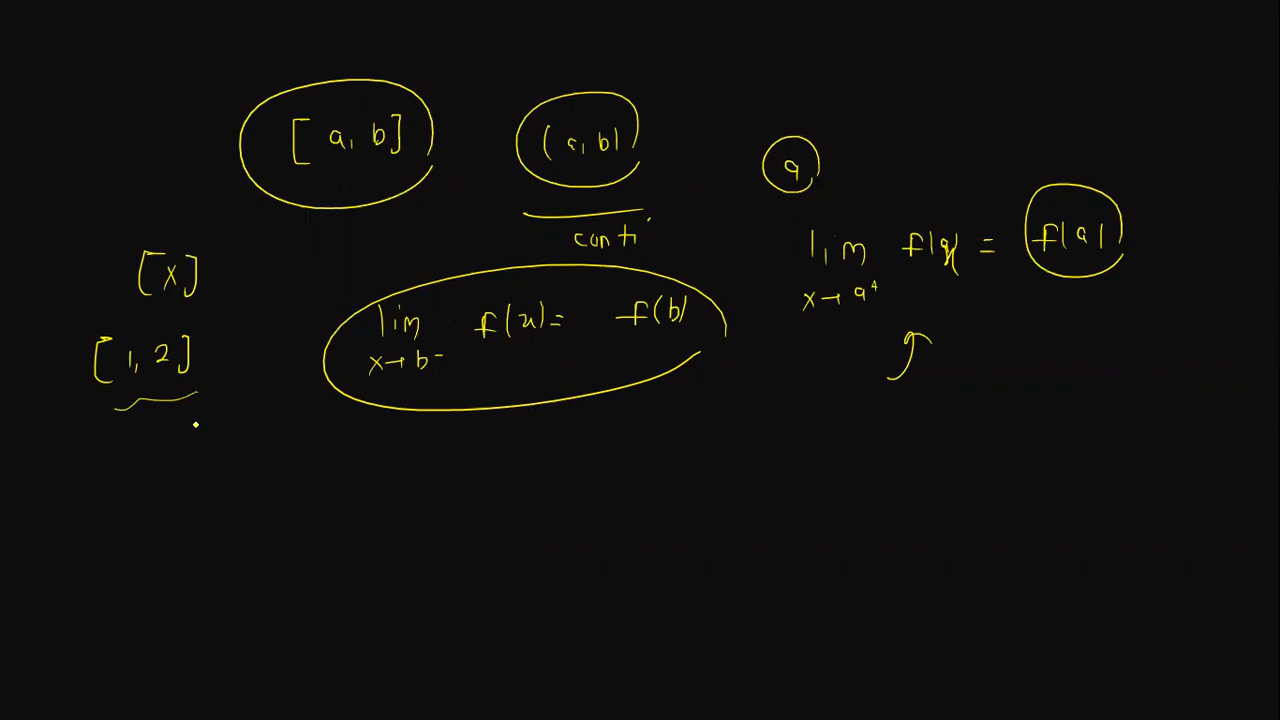 [a, b] (a, b)
a
conti
lim f(x) = f(a)
x→a+
[x]
lim f(x) = f(b)
x→b-
[1, 2]